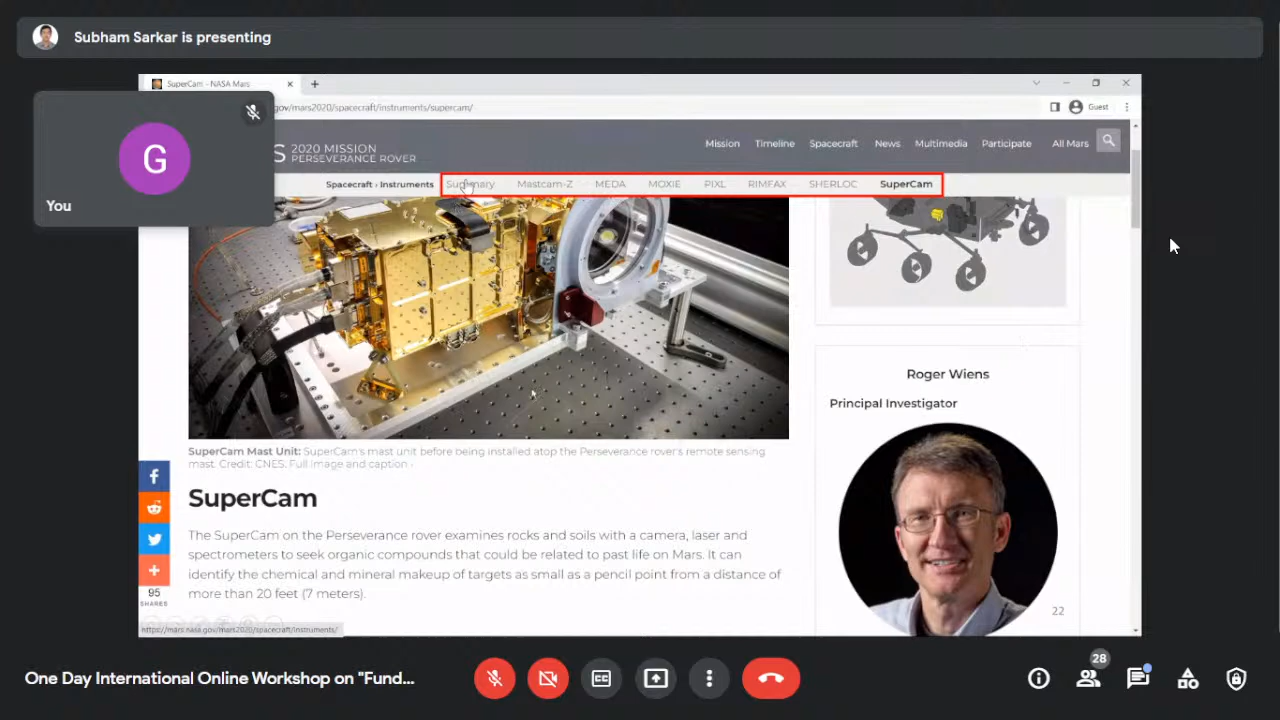 Subham Sarkar is presenting
SuperCam - NASA Mars
gov/mars2020/spacecraft/instruments/supercam/
Guest
G
You
S 2020 MISSION
PERSEVERANCE ROVER
Mission Timeline Spacecraft News Multimedia Participate All Mars
Spacecraft › Instruments Summary Mastcam-Z MEDA MOXIE PIXL RIMFAX SHERLOC SuperCam
SuperCam Mast Unit: SuperCam's mast unit before being installed atop the Perseverance rover's remote sensing
mast. Credit: CNES. Full image and caption ›
SuperCam
The SuperCam on the Perseverance rover examines rocks and soils with a camera, laser and
spectrometers to seek organic compounds that could be related to past life on Mars. It can
identify the chemical and mineral makeup of targets as small as a pencil point from a distance of
more than 20 feet (7 meters).
95
SHARES
https://mars.nasa.gov/mars2020/spacecraft/instruments/
Roger Wiens
Principal Investigator
22
One Day International Online Workshop on "Fund...
28